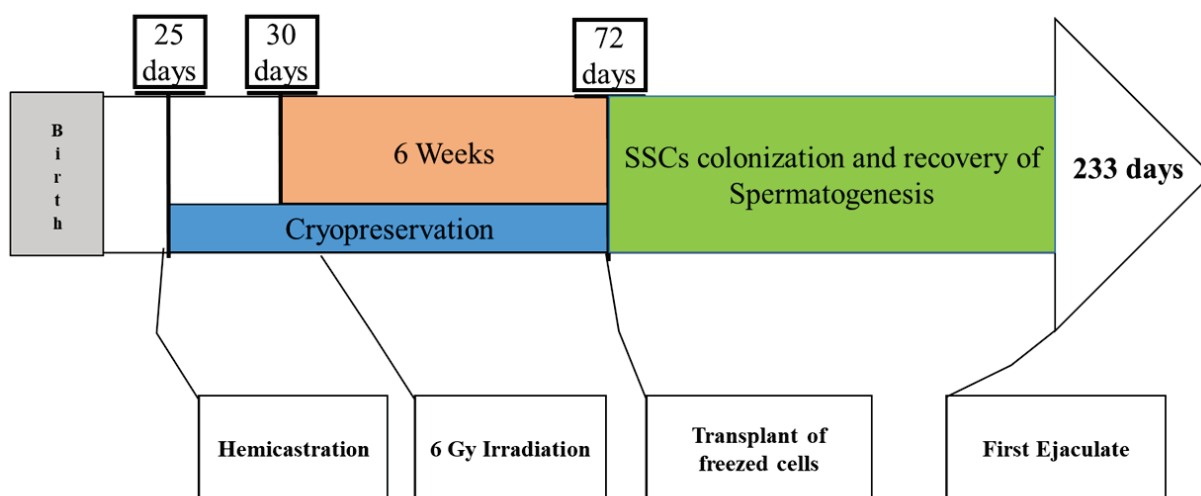 25
days
30
days
72
days
Birth
6 Weeks
Cryopreservation
SSCs colonization and recovery of
Spermatogenesis
233 days
Hemicastration
6 Gy Irradiation
Transplant of
freezed cells
First Ejaculate